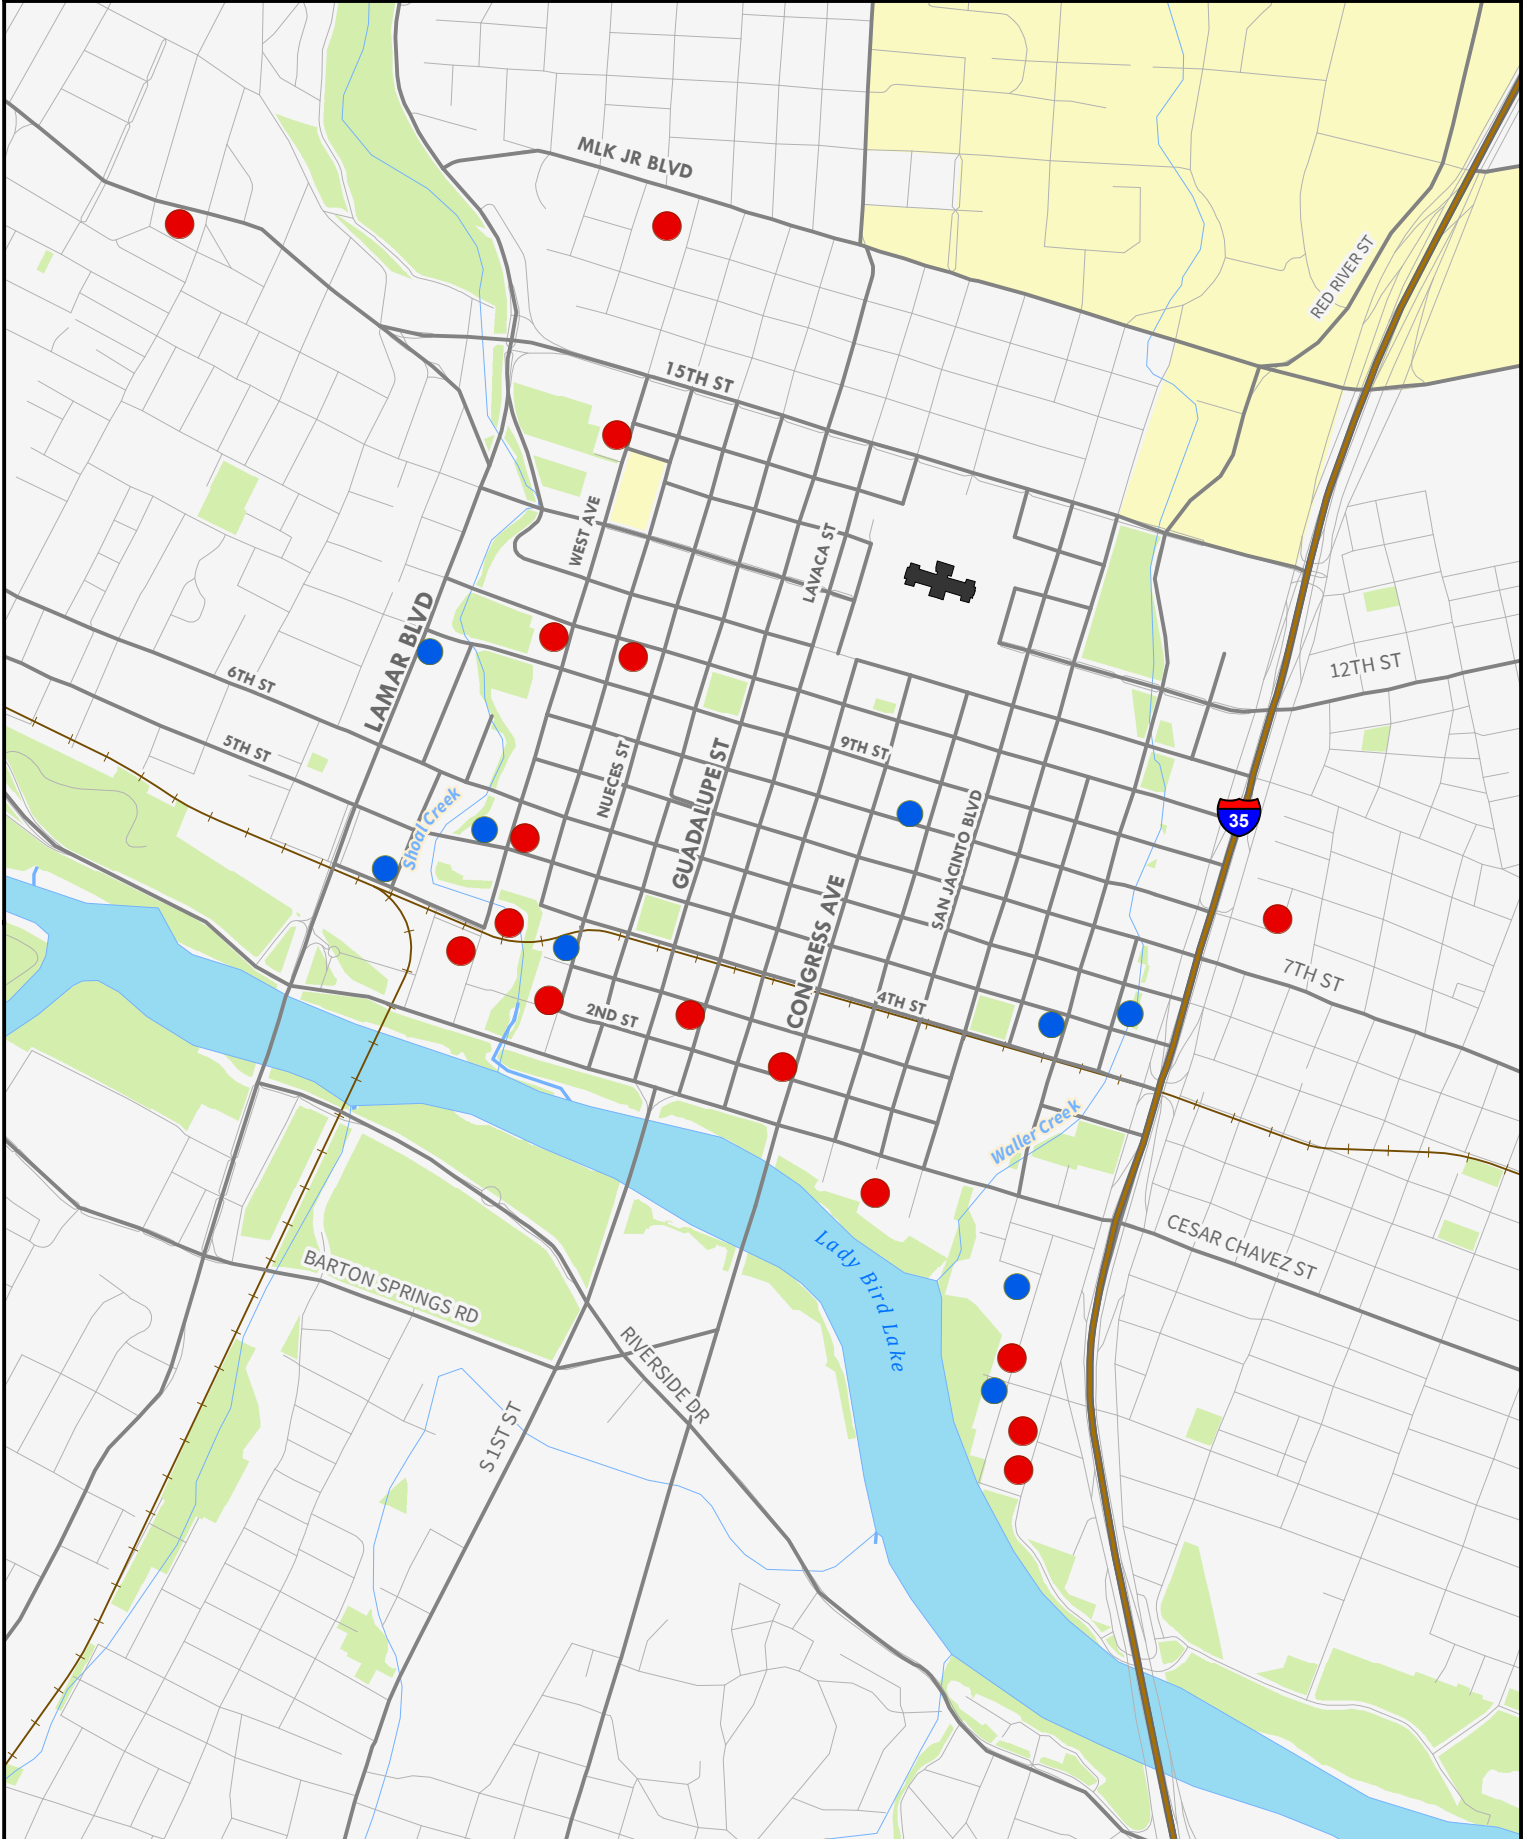 MLK JR BLVD
RED RIVER ST
15TH ST
WEST AVE
LAVACA ST
LAMAR BLVD
12TH ST
6TH ST
5TH ST
9TH ST
NUECES ST
GUADALUPE ST
Shoal Creek
SAN JACINTO BLVD
35
CONGRESS AVE
7TH ST
4TH ST
2ND ST
Waller Creek
CESAR CHAVEZ ST
BARTON SPRINGS RD
Lady Bird Lake
RIVERSIDE DR
S 1ST ST